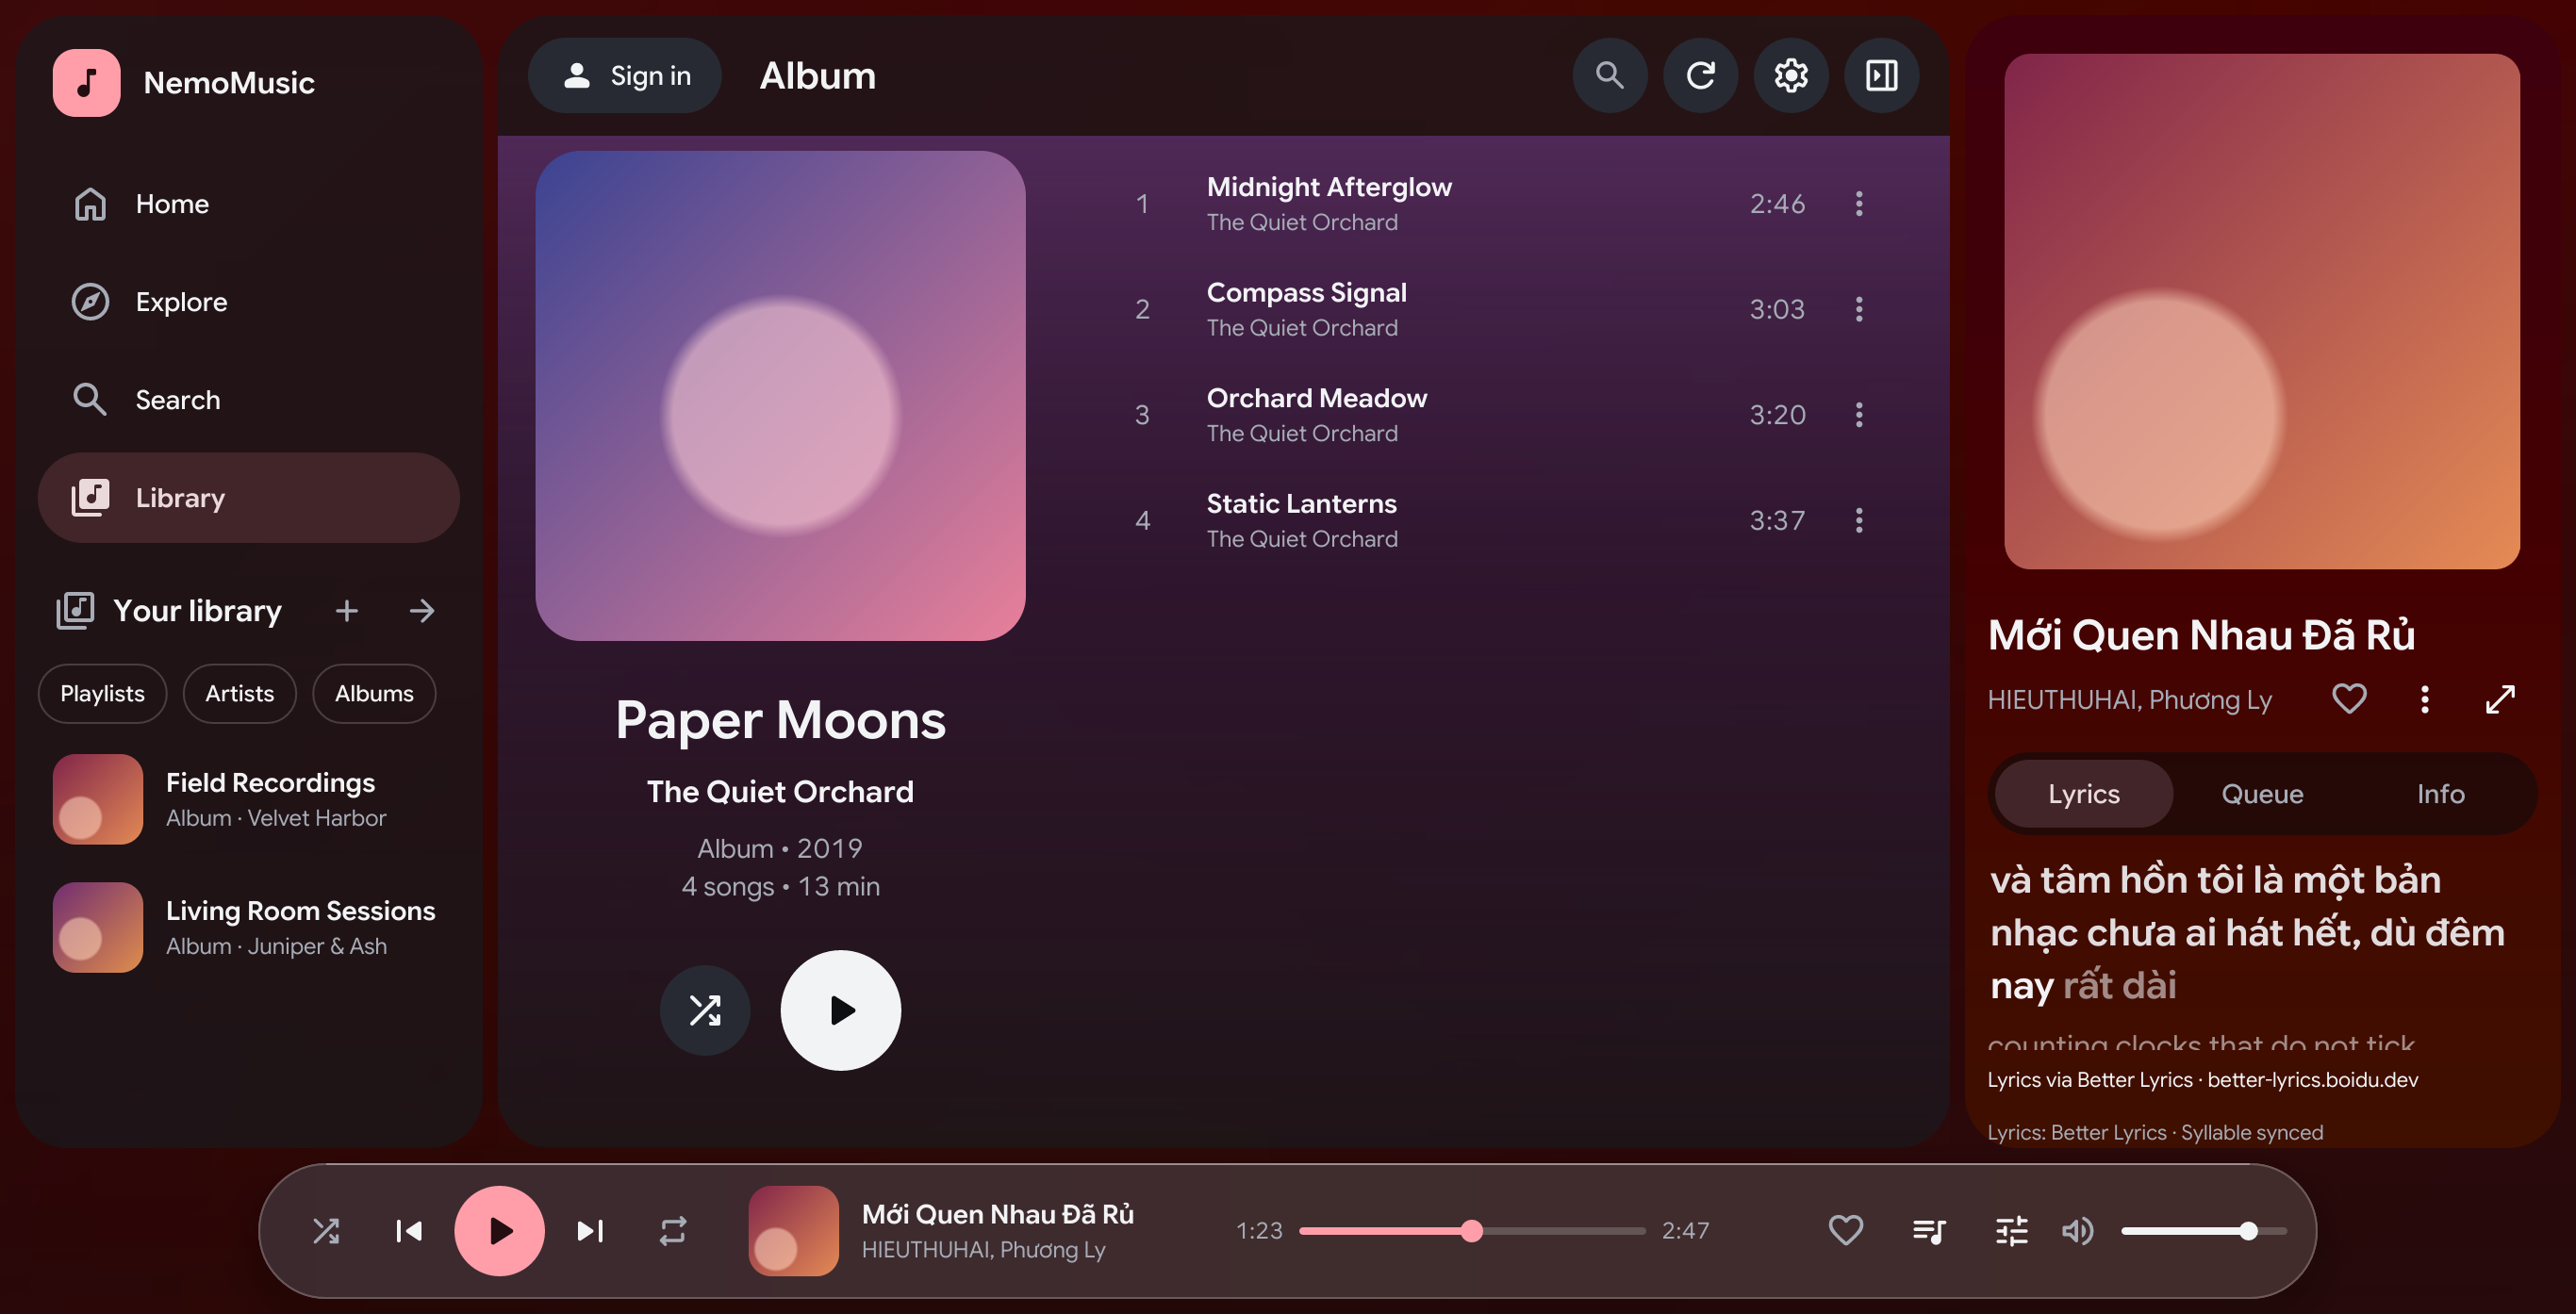 NemoMusic
Home
Explore
Search
Library
Your library
Playlists
Artists
Albums
Field Recordings
Album · Velvet Harbor
Living Room Sessions
Album · Juniper & Ash
Sign in
Album
Paper Moons
The Quiet Orchard
Album • 2019
4 songs • 13 min
1
Midnight Afterglow
The Quiet Orchard
2:46
2
Compass Signal
The Quiet Orchard
3:03
3
Orchard Meadow
The Quiet Orchard
3:20
4
Static Lanterns
The Quiet Orchard
3:37
Mới Quen Nhau Đã Rủ
HIEUTHUHAI, Phương Ly
Lyrics
Queue
Info
và tâm hồn tôi là một bản
nhạc chưa ai hát hết, dù đêm
nay rất dài
counting clocks that do not tick
Lyrics via Better Lyrics · better-lyrics.boidu.dev
Lyrics: Better Lyrics · Syllable synced
Mới Quen Nhau Đã Rủ
HIEUTHUHAI, Phương Ly
1:23
2:47